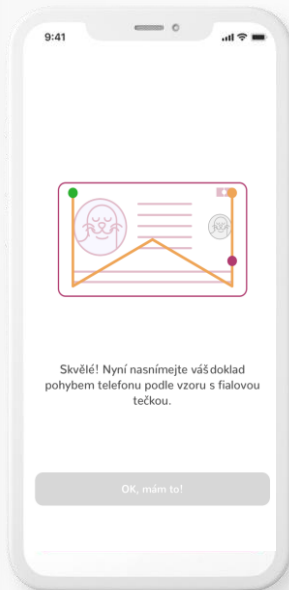 9:41
Skvělé! Nyní nasnímejte váš doklad
pohybem telefonu podle vzoru s fialovou
tečkou.
OK, mám to!